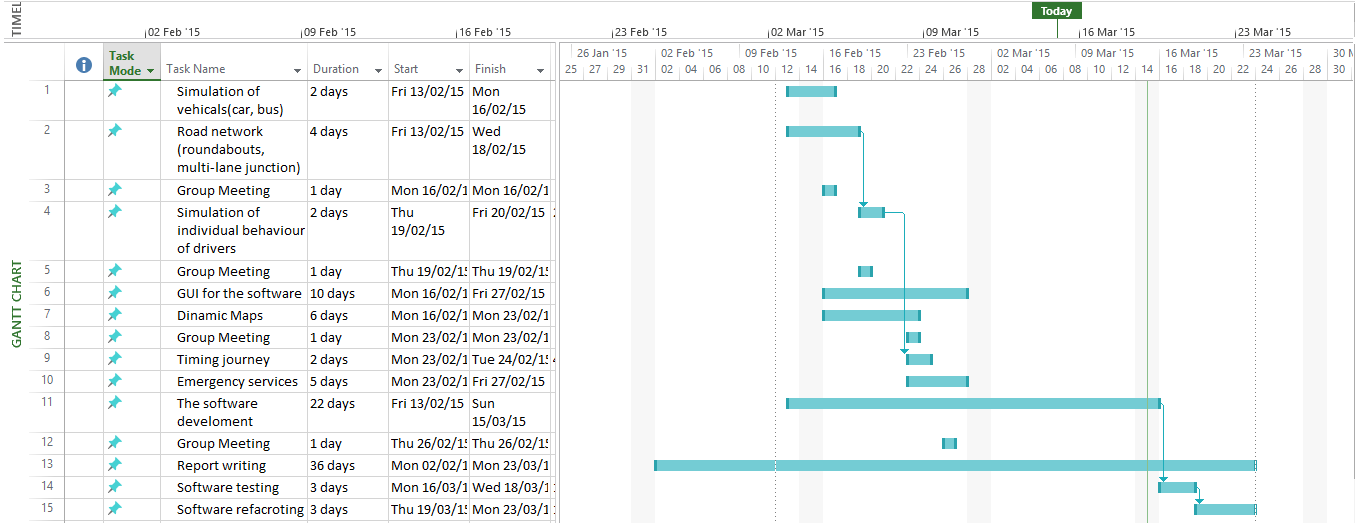 TIMEL
Today
02 Feb '15 09 Feb '15 16 Feb '15 23 Feb '15 02 Mar '15 09 Mar '15 16 Mar '15 23 Mar '15
GANTT CHART
Task Mode Task Name Duration Start Finish
26 Jan '15 02 Feb '15 09 Feb '15 16 Feb '15 23 Feb '15 02 Mar '15 09 Mar '15 16 Mar '15 23 Mar '15 30 M
25 27 29 31 02 04 06 08 10 12 14 16 18 20 22 24 26 28 02 04 06 08 10 12 14 16 18 20 22 24 26 28 30
1 Simulation of 2 days Fri 13/02/15 Mon
vehicals(car, bus) 16/02/15
2 Road network 4 days Fri 13/02/15 Wed
(roundabouts, 18/02/15
multi-lane junction)
3 Group Meeting 1 day Mon 16/02/1 Mon 16/02/1
4 Simulation of 2 days Thu Fri 20/02/15 2
individual behaviour 19/02/15
of drivers
5 Group Meeting 1 day Thu 19/02/15 Thu 19/02/15
6 GUI for the software 10 days Mon 16/02/1 Fri 27/02/15
7 Dinamic Maps 6 days Mon 16/02/1 Mon 23/02/1
8 Group Meeting 1 day Mon 23/02/1 Mon 23/02/1
9 Timing journey 2 days Mon 23/02/1 Tue 24/02/15 4
10 Emergency services 5 days Mon 23/02/1 Fri 27/02/15
11 The software 22 days Fri 13/02/15 Sun
develoment 15/03/15
12 Group Meeting 1 day Thu 26/02/15 Thu 26/02/15
13 Report writing 36 days Mon 02/02/1 Mon 23/03/1
14 Software testing 3 days Mon 16/03/1 Wed 18/03/1
15 Software refacroting 3 days Thu 19/03/15 Mon 23/03/1